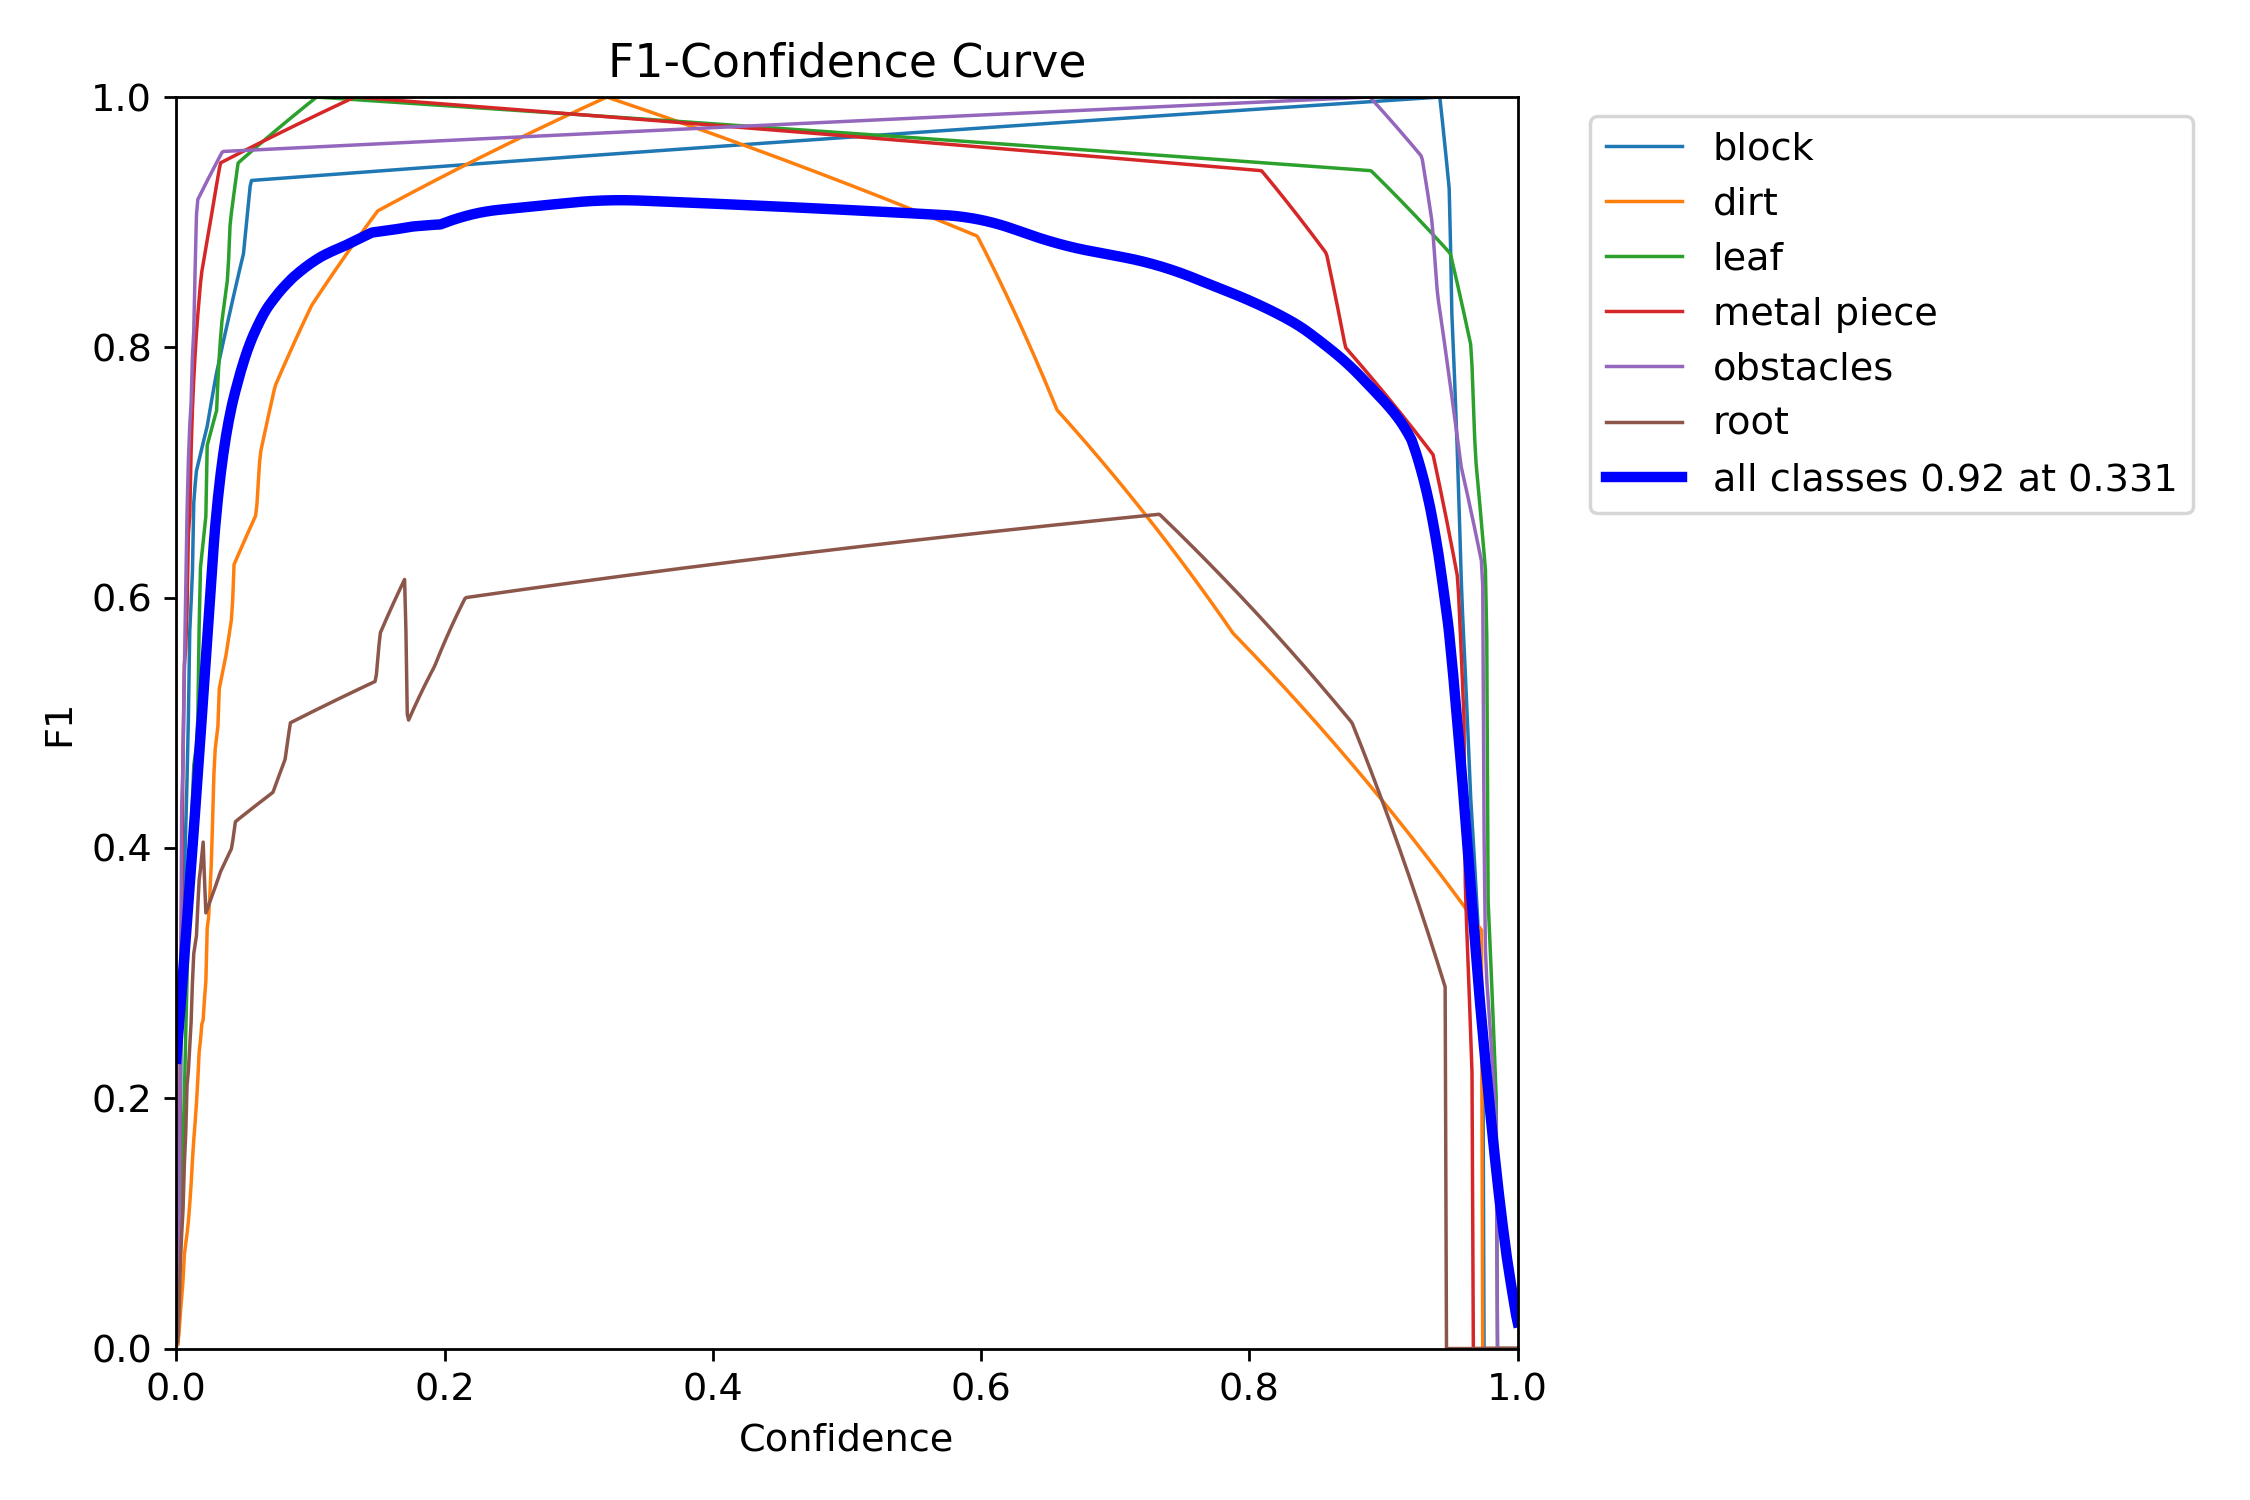 F1-Confidence Curve
1.0
0.8
0.6
0.4
0.2
0.0
F1
0.0 0.2 0.4 0.6 0.8 1.0
Confidence
block
dirt
leaf
metal piece
obstacles
root
all classes 0.92 at 0.331